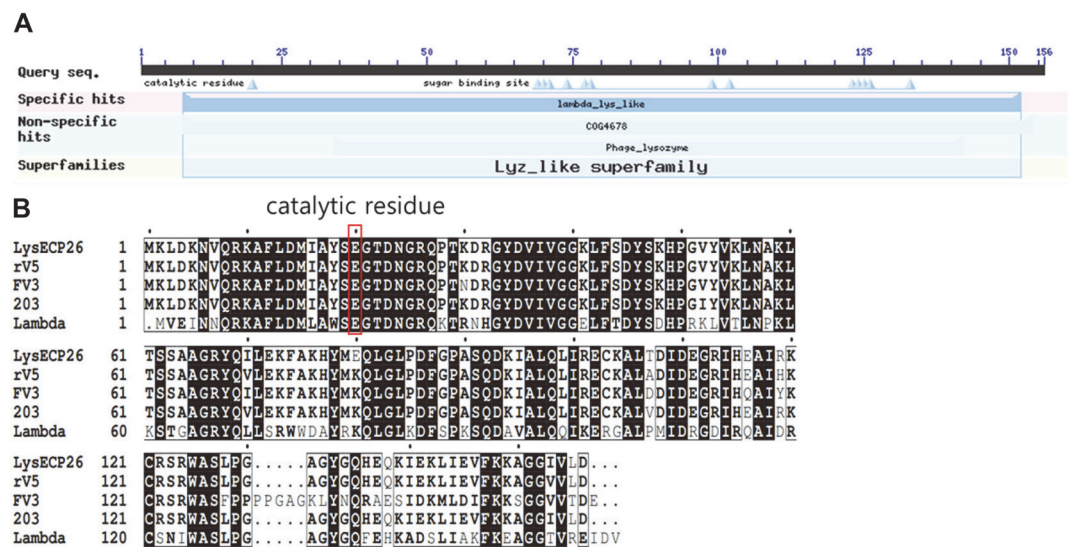 A
1 25 50 75 100 125 150 156
Query seq.
catalytic residue sugar binding site
Specific hits lambda_lys_like
Non-specific hits COG4678
Phage_lysozyme
Superfamilies Lyz_like superfamily
B
catalytic residue
LysECP26 1 MKLDKNVQRKAFLDMIAYSEGTDNGRQPTKDRGYDVIVGGKLFSDYSKHPGVYVKLNAKL
rV5 1 MKLDKNVQRKAFLDMIAYSEGTDNGRQPTKDRGYDVIVGGKLFSDYSKHPGVYVKLNAKL
FV3 1 MKLDKNVQRKAFLDMIAYSEGTDNGRQPTNDRGYDVIVGGKLFSDYSKHPGVYVKLNAKL
203 1 MKLDKNVQRKAFLDMIAYSEGTDNGRQPTKDRGYDVIVGGKLFSDYSKHPGIYVKLNAKL
Lambda 1 .MVEINNQRKAFLDMLAWSEGTDNGRQKTRNHGYDVIVGGELFTDYSDHPRKLVTLNPKL
LysECP26 61 TSSAAGRYQILEKFAKHYMEQLGLPDFGPASQDKIALQLIRECKALTDIDEGRIHEAIRK
rV5 61 TSSAAGRYQVLEKFAKHYMKQLGLPDFGPASQDKIALQLIRECKALADIDEGRIHEAIHK
FV3 61 TSSAAGRYQILEKFAKHYMKQLGLPDFGPASQDKIALQLIRECKALTDIDEGRIHQAIYK
203 61 TSSAAGRYQILEKFAKHYMKQLGLPDFGPASQDKIALQLIRECKALVDIDEGRIHEAIRK
Lambda 60 KSTGAGRYQLLSRWWDAYRKQLGLKDFSPKSQDAVALQQIKERGALPMIDRGDIRQAIDR
LysECP26 121 CRSRWASLPG.....AGYGQHEQKIEKLIEVFKKAGGIVLD...
rV5 121 CRSRWASLPG.....AGYGQHEQKIEKLIEVFKKAGGVVLD...
FV3 121 CRSRWASFPPPPGAGKLYNQRAESIDKMLDIFKKSGGVVTDE..
203 121 CRSRWASLPG.....AGYGQHEQKIEKLIEVFKKAGGIVLD...
Lambda 120 CSNIWASLPG.....AGYGQFEHKADSLIAKFKEAGGTVREIDV